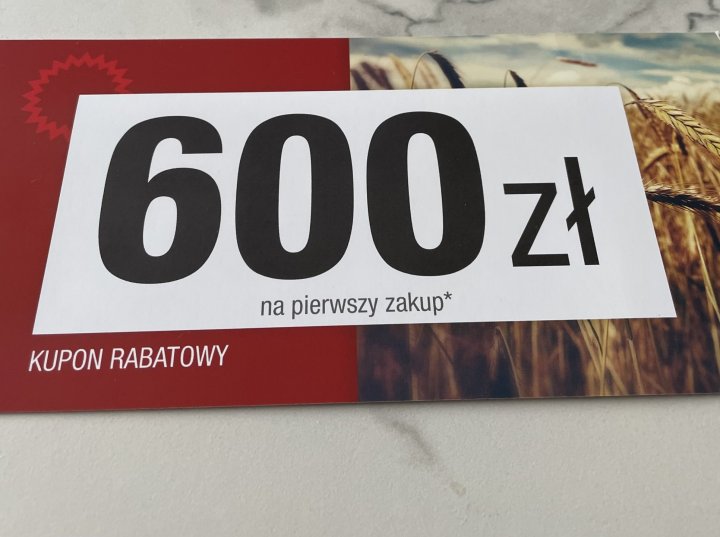 600 zł
na pierwszy zakup*
KUPON RABATOWY